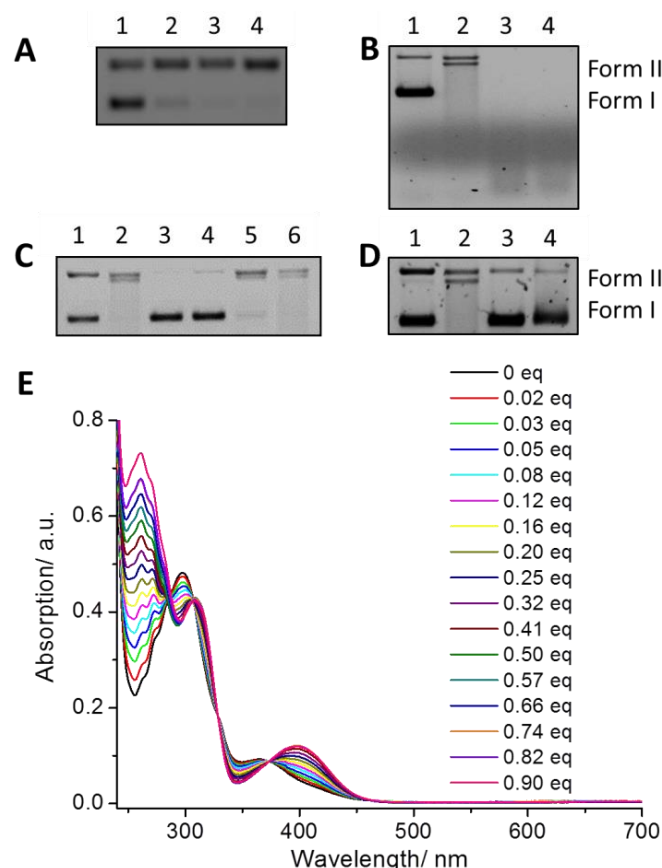 A
1 2 3 4
B
1 2 3 4
Form II
Form I
C
1 2 3 4 5 6
D
1 2 3 4
Form II
Form I
E
0 eq
0.02 eq
0.03 eq
0.05 eq
0.08 eq
0.12 eq
0.16 eq
0.20 eq
0.25 eq
0.32 eq
0.41 eq
0.50 eq
0.57 eq
0.66 eq
0.74 eq
0.82 eq
0.90 eq
0.8
0.6
0.4
0.2
0.0
Absorption/ a.u.
300 400 500 600 700
Wavelength/ nm